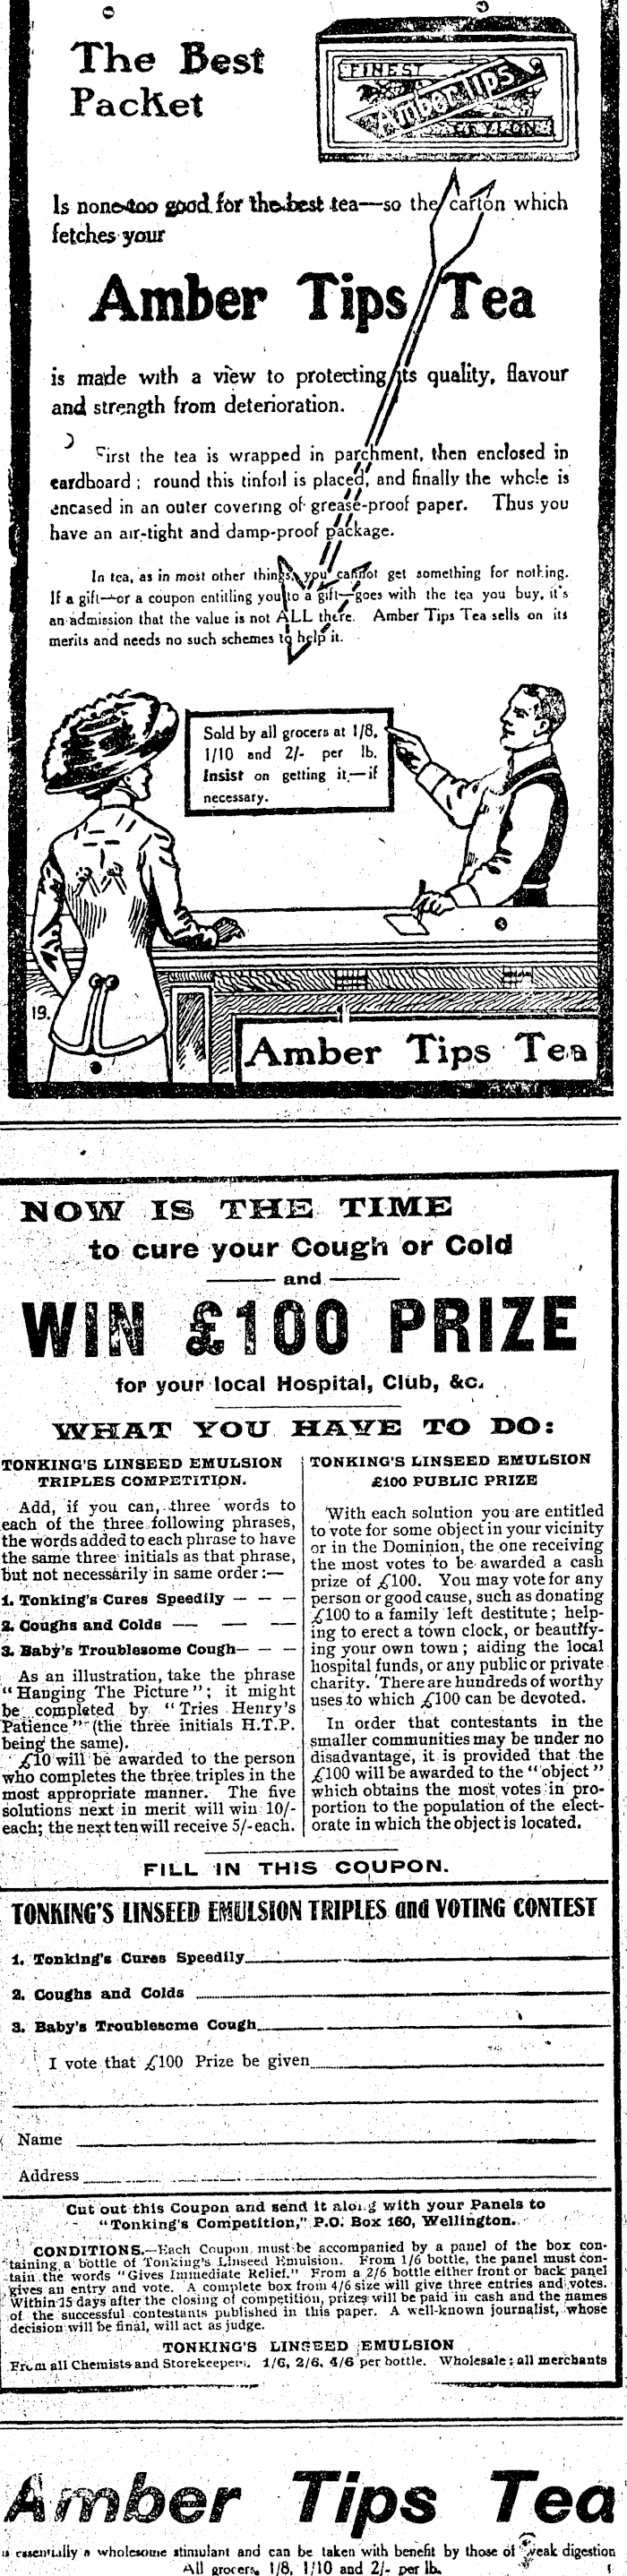 The Best
Packet
FINEST
Amber Tips
CEYLON
Is none too good for the best tea—so the carton which
fetches your
Amber Tips Tea
is made with a view to protecting its quality, flavour
and strength from deterioration.
First the tea is wrapped in parchment, then enclosed in
cardboard; round this tinfoil is placed, and finally the whole is
encased in an outer covering of grease-proof paper. Thus you
have an air-tight and damp-proof package.
In tea, as in most other things, you cannot get something for nothing.
If a gift—or a coupon entitling you to a gift—goes with the tea you buy, it's
an admission that the value is not ALL there. Amber Tips Tea sells on its
merits and needs no such schemes to help it.
Sold by all grocers at 1/8,
1/10 and 2/- per lb.
Insist on getting it—if
necessary.
19.
Amber Tips Tea
NOW IS THE TIME
to cure your Cough or Cold
and
WIN £100 PRIZE
for your local Hospital, Club, &c.
WHAT YOU HAVE TO DO:
TONKING'S LINSEED EMULSION
TRIPLES COMPETITION.
Add, if you can, three words to
each of the three following phrases,
the words added to each phrase to have
the same three initials as that phrase,
but not necessarily in same order:—
1. Tonking's Cures Speedily — — —
2. Coughs and Colds — — —
3. Baby's Troublesome Cough— — —
As an illustration, take the phrase
"Hanging The Picture"; it might
be completed by "Tries Henry's
Patience" (the three initials H.T.P.
being the same).
£10 will be awarded to the person
who completes the three triples in the
most appropriate manner. The five
solutions next in merit will win 10/-
each; the next ten will receive 5/- each.
TONKING'S LINSEED EMULSION
£100 PUBLIC PRIZE
With each solution you are entitled
to vote for some object in your vicinity
or in the Dominion, the one receiving
the most votes to be awarded a cash
prize of £100. You may vote for any
person or good cause, such as donating
£100 to a family left destitute; help-
ing to erect a town clock, or beautify-
ing your own town; aiding the local
hospital funds, or any public or private
charity. There are hundreds of worthy
uses to which £100 can be devoted.
In order that contestants in the
smaller communities may be under no
disadvantage, it is provided that the
£100 will be awarded to the "object"
which obtains the most votes in pro-
portion to the population of the elect-
orate in which the object is located.
FILL IN THIS COUPON.
TONKING'S LINSEED EMULSION TRIPLES and VOTING CONTEST
1. Tonking's Cures Speedily
2. Coughs and Colds
3. Baby's Troublesome Cough
I vote that £100 Prize be given
Name
Address
Cut out this Coupon and send it along with your Panels to
"Tonking's Competition," P.O. Box 160, Wellington.
CONDITIONS.—Each Coupon must be accompanied by a panel of the box con-
taining a bottle of Tonking's Linseed Emulsion. From 1/6 bottle, the panel must con-
tain the words "Gives Immediate Relief." From a 2/6 bottle either front or back panel
gives an entry and vote. A complete box from 4/6 size will give three entries and votes.
Within 15 days after the closing of competition, prizes will be paid in cash and the names
of the successful contestants published in this paper. A well-known journalist, whose
decision will be final, will act as judge.
TONKING'S LINSEED EMULSION
From all Chemists and Storekeepers. 1/6, 2/6, 4/6 per bottle. Wholesale: all merchants
Amber Tips Tea
is essentially a wholesome stimulant and can be taken with benefit by those of weak digestion
All grocers, 1/8, 1/10 and 2/- per lb.